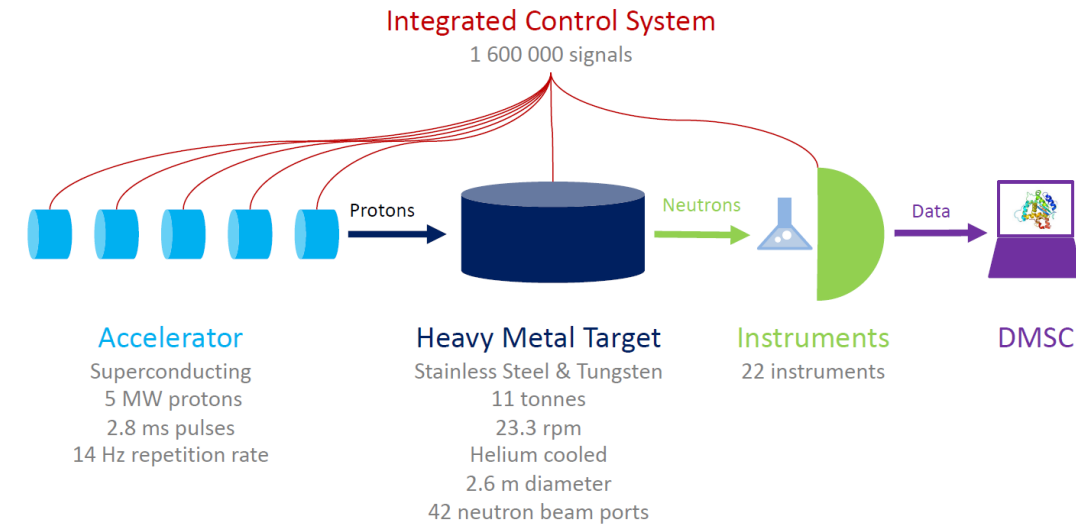 Integrated Control System
1 600 000 signals
Protons
Neutrons
Data
Accelerator
Superconducting
5 MW protons
2.8 ms pulses
14 Hz repetition rate
Heavy Metal Target
Stainless Steel & Tungsten
11 tonnes
23.3 rpm
Helium cooled
2.6 m diameter
42 neutron beam ports
Instruments
22 instruments
DMSC